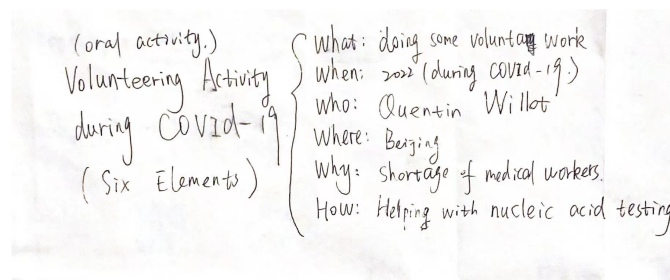 (oral activity.)
Volunteering Activity
during COVID-19
(Six Elements)
What: doing some voluntary work
When: 2022 (during COVID-19.)
Who: Quentin Willot
Where: Beijing
Why: Shortage of medical workers.
How: Helping with nucleic acid testing